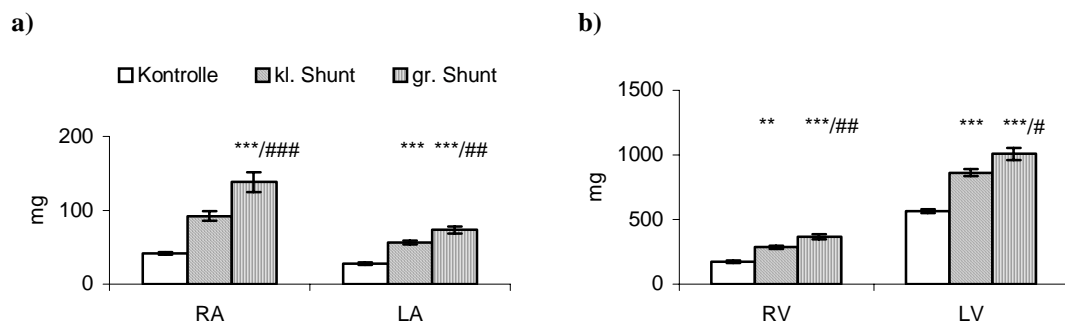 a)
b)
Kontrolle kl. Shunt gr. Shunt
200
***/###
*** ***/##
100
mg
0
RA LA
1500
** ***/##
*** ***/#
1000
mg
500
0
RV LV